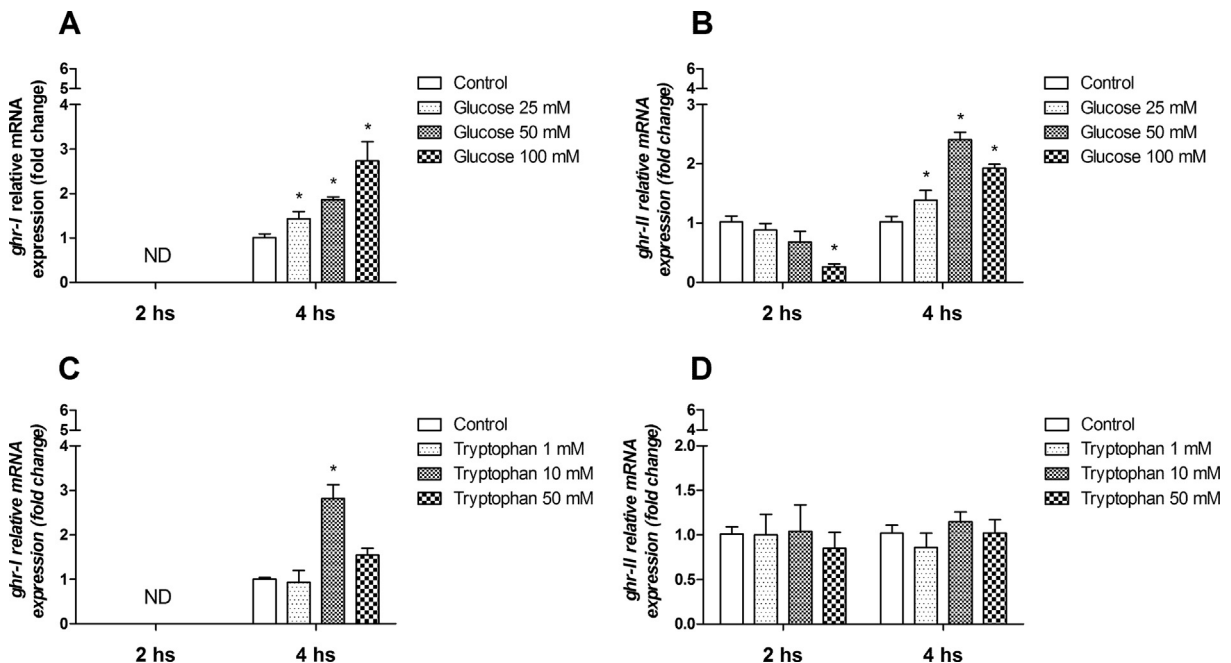 A
ghr-I relative mRNA
expression (fold change)
6
5
4
3
2
1
0
ND
*
*
*
2 hs
4 hs
Control
Glucose 25 mM
Glucose 50 mM
Glucose 100 mM
B
ghr-II relative mRNA
expression (fold change)
6
5
3
2
1
0
*
*
*
*
2 hs
4 hs
Control
Glucose 25 mM
Glucose 50 mM
Glucose 100 mM
C
ghr-I relative mRNA
expression (fold change)
6
5
4
3
2
1
0
ND
*
2 hs
4 hs
Control
Tryptophan 1 mM
Tryptophan 10 mM
Tryptophan 50 mM
D
ghr-II relative mRNA
expression (fold change)
6
5
2.0
1.5
1.0
0.5
0.0
2 hs
4 hs
Control
Tryptophan 1 mM
Tryptophan 10 mM
Tryptophan 50 mM